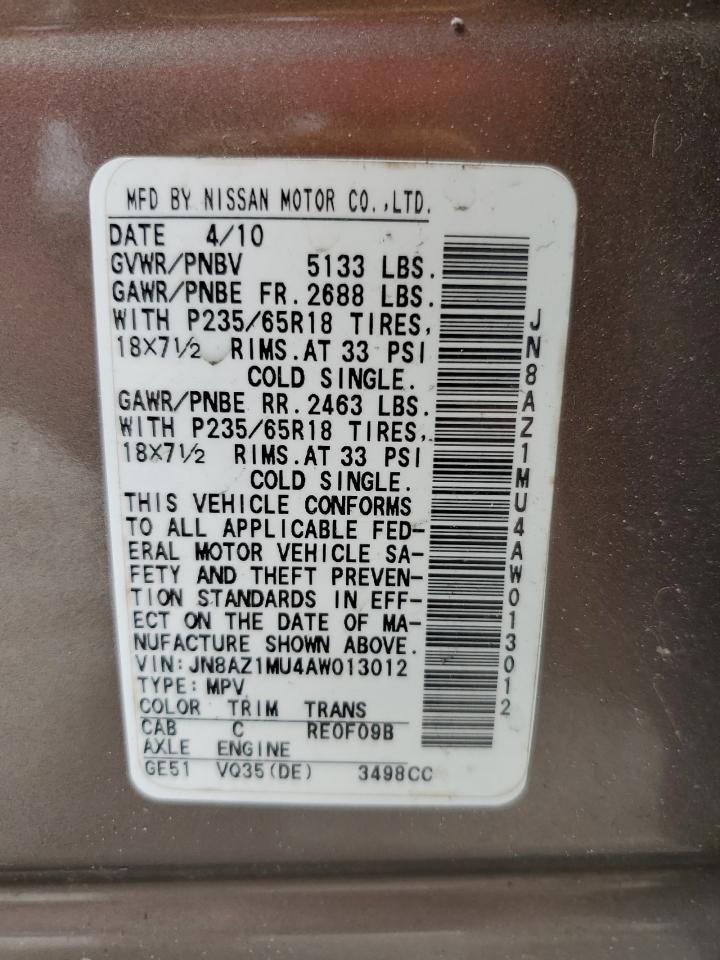 MFD BY NISSAN MOTOR CO.,LTD.
DATE 4/10
GVWR/PNBV 5133 LBS.
GAWR/PNBE FR.2688 LBS.
WITH P235/65R18 TIRES,
18X7½ RIMS.AT 33 PSI
COLD SINGLE.
GAWR/PNBE RR.2463 LBS.
WITH P235/65R18 TIRES,
18X7½ RIMS.AT 33 PSI
COLD SINGLE.
THIS VEHICLE CONFORMS
TO ALL APPLICABLE FED-
ERAL MOTOR VEHICLE SA-
FETY AND THEFT PREVEN-
TION STANDARDS IN EFF-
ECT ON THE DATE OF MA-
NUFACTURE SHOWN ABOVE.
VIN:JN8AZ1MU4AW013012
TYPE:MPV
COLOR TRIM TRANS
CAB C RE0F09B
AXLE ENGINE
GE51 VQ35(DE) 3498CC
JN8AZ1MU4AW013012